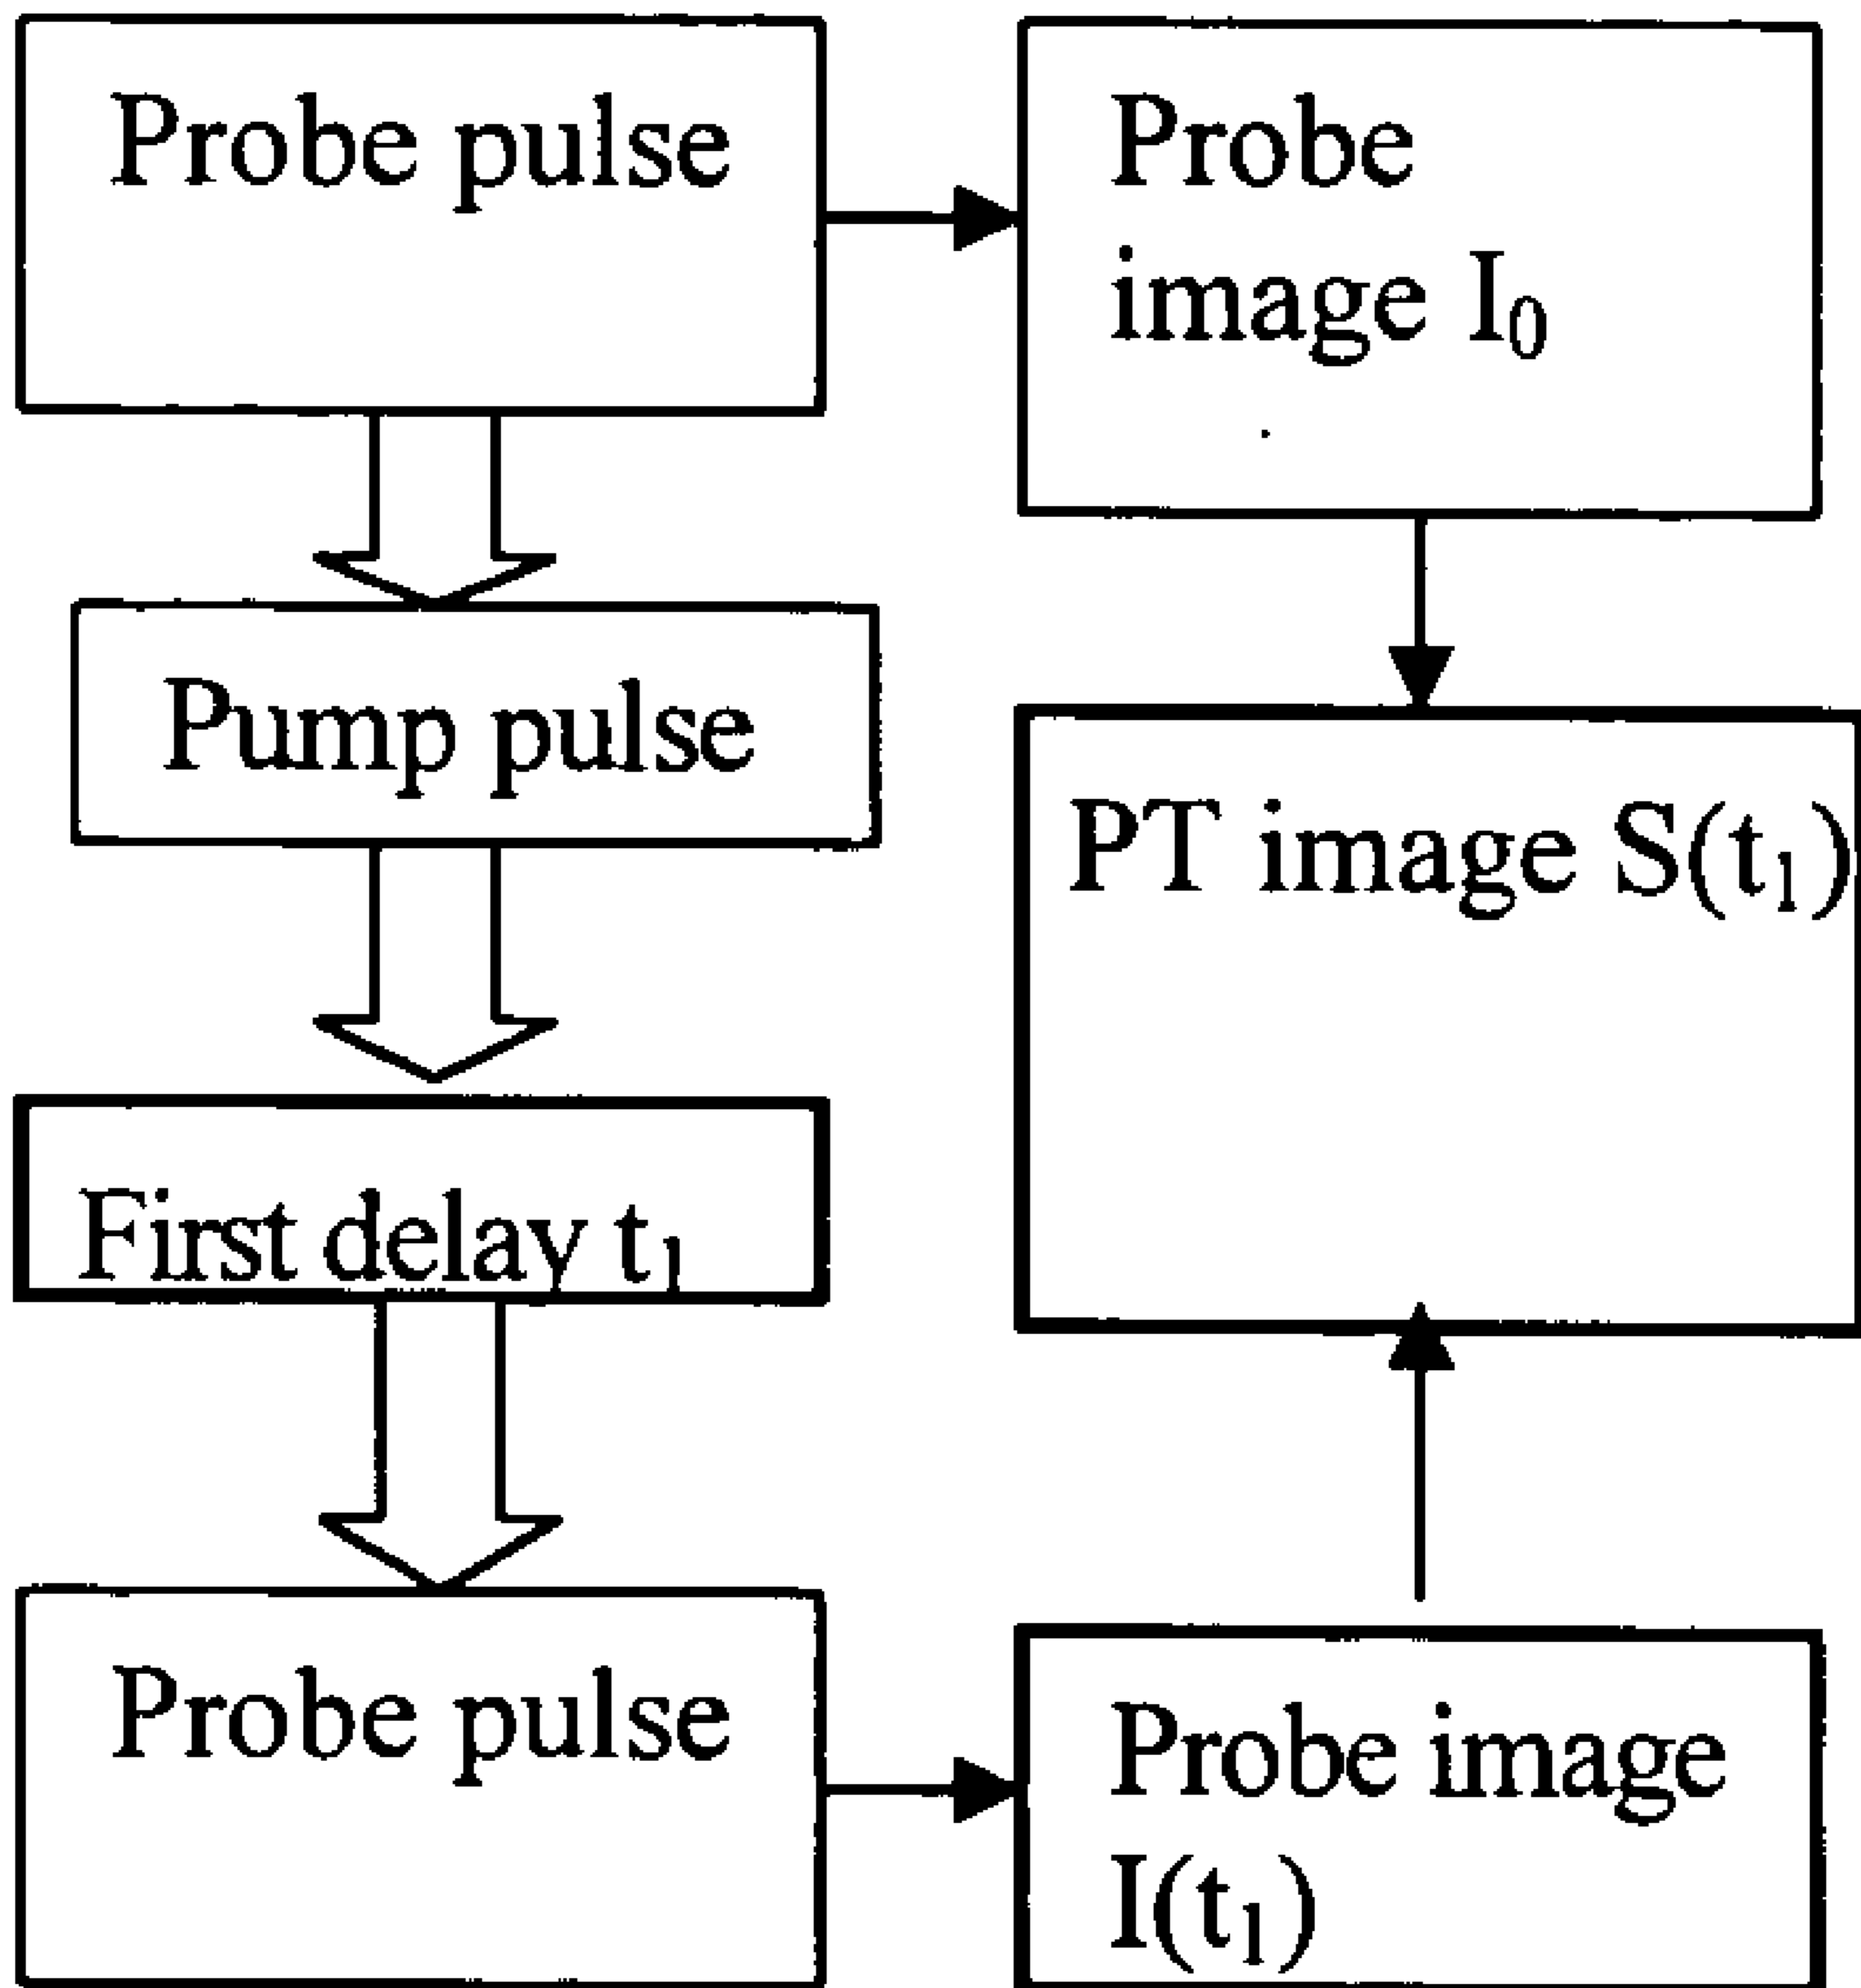 Probe pulse
Probe
image I₀
Pump pulse
PT image S(t₁)
First delay t₁
Probe pulse
Probe image
I(t₁)